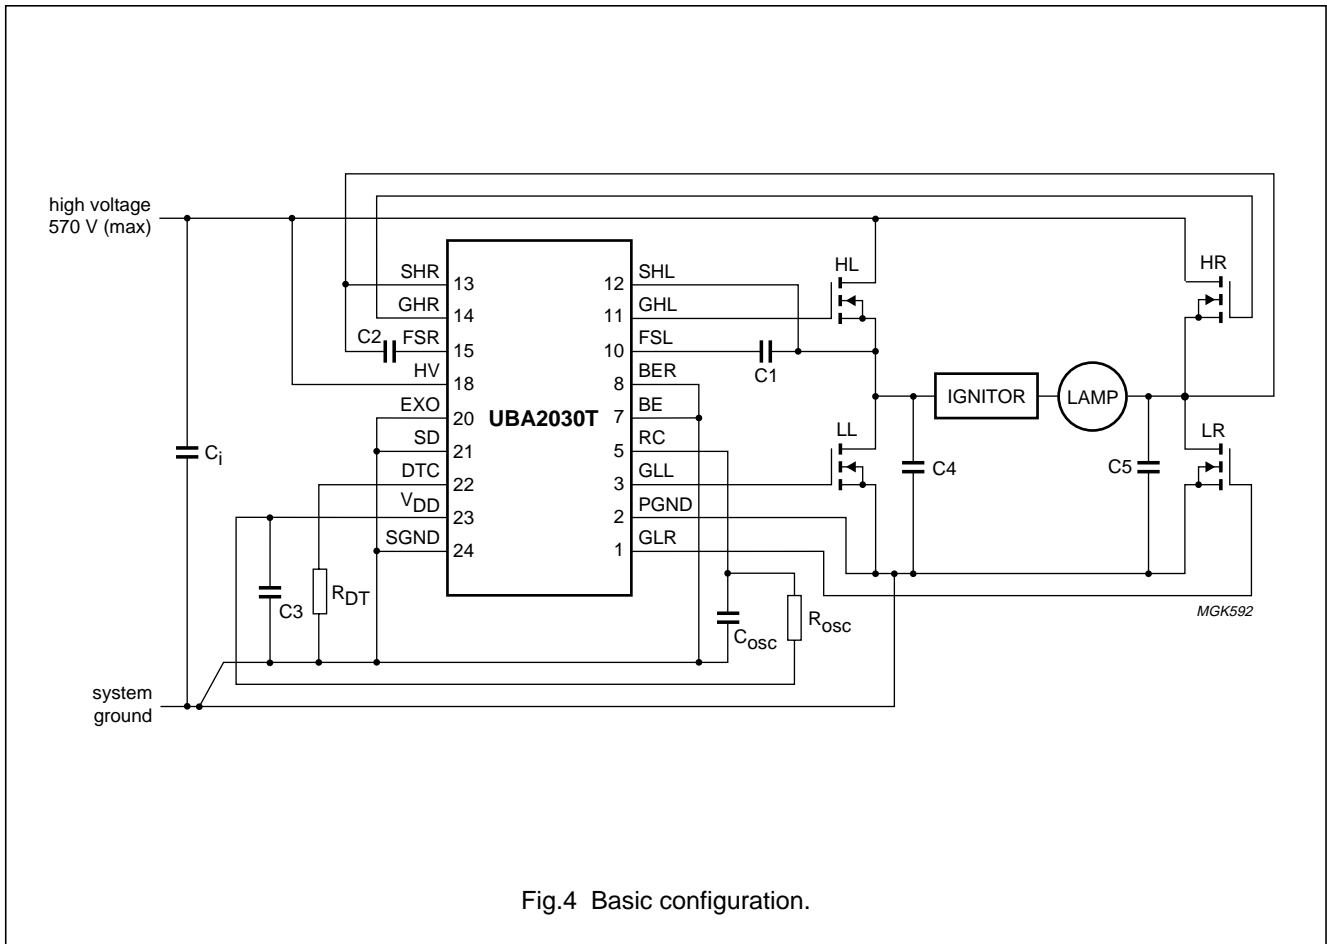 high voltage
570 V (max)
SHR
13
GHR
14
C2
FSR
15
HV
18
EXO
20
SD
21
DTC
22
VDD
23
SGND
24
UBA2030T
SHL
12
GHL
11
FSL
10
C1
BER
8
BE
7
RC
5
GLL
3
PGND
2
GLR
1
HL
HR
IGNITOR
LAMP
LL
LR
C4
C5
Ci
C3
RDT
Cosc
Rosc
MGK592
system
ground
Fig.4 Basic configuration.